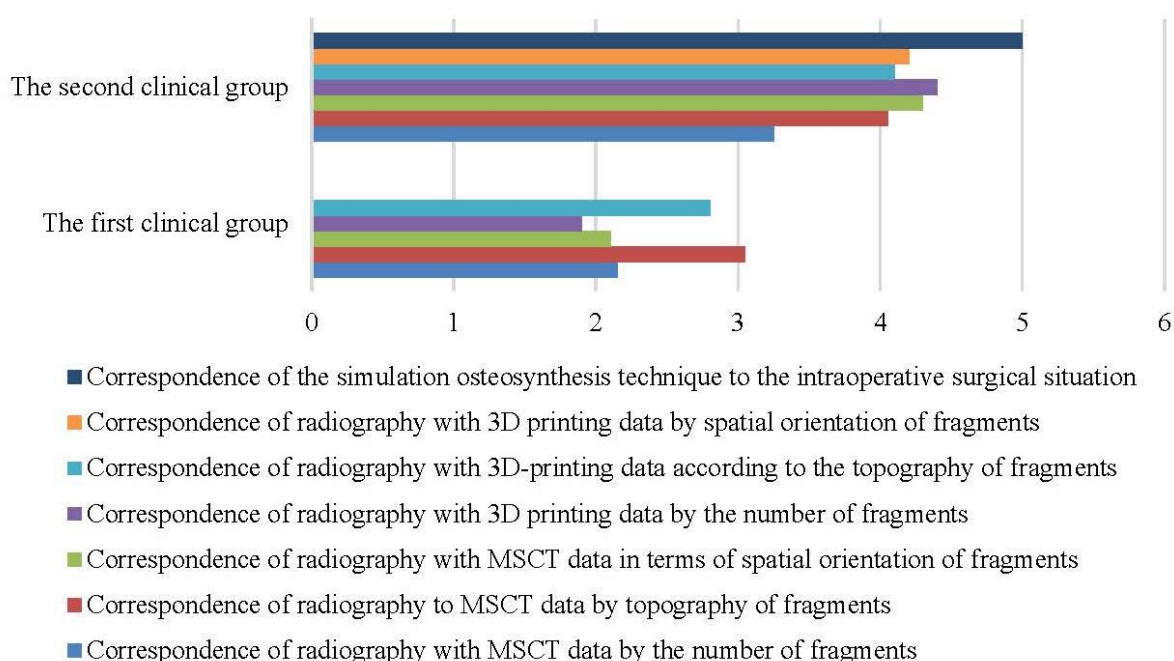 The second clinical group
The first clinical group
0 1 2 3 4 5 6
Correspondence of the simulation osteosynthesis technique to the intraoperative surgical situation
Correspondence of radiography with 3D printing data by spatial orientation of fragments
Correspondence of radiography with 3D-printing data according to the topography of fragments
Correspondence of radiography with 3D printing data by the number of fragments
Correspondence of radiography with MSCT data in terms of spatial orientation of fragments
Correspondence of radiography to MSCT data by topography of fragments
Correspondence of radiography with MSCT data by the number of fragments